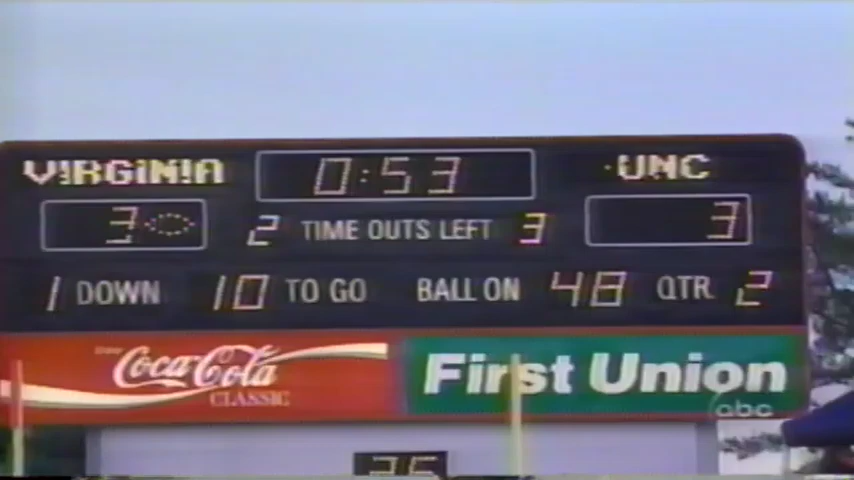 VIRGINIA 0:53 UNC
3 2 TIME OUTS LEFT 3 3
1 DOWN 10 TO GO BALL ON 48 QTR 2
Coca-Cola
CLASSIC
First Union
abc
25